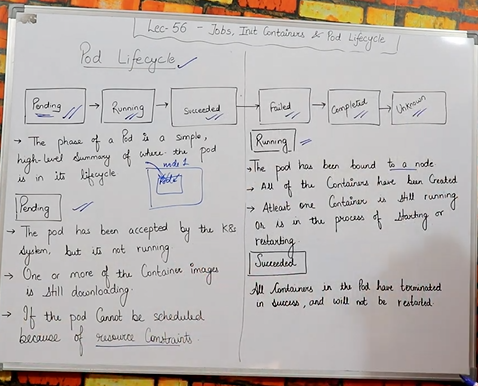 Lec-56 - Jobs, Init Containers & Pod Lifecycle
Pod Lifecycle
Pending → Running → Succeeded → Failed → Completed → Unknown
→ The phase of a Pod is a simple,
high-level summary of where the pod
is in its lifecycle
node 1
Pending
→ The pod has been accepted by the K8s
System, but its not running.
→ One or more of the Container images
is still downloading.
→ If the pod Cannot be scheduled
because of resource Constraints.
Running
→ The pod has been bound to a node
→ All of the Containers have been Created
→ Atleast one Container is still running
or is in the process of starting or
restarting.
Succeeded
All Containers in the Pod have terminated
in success, and will not be restarted.